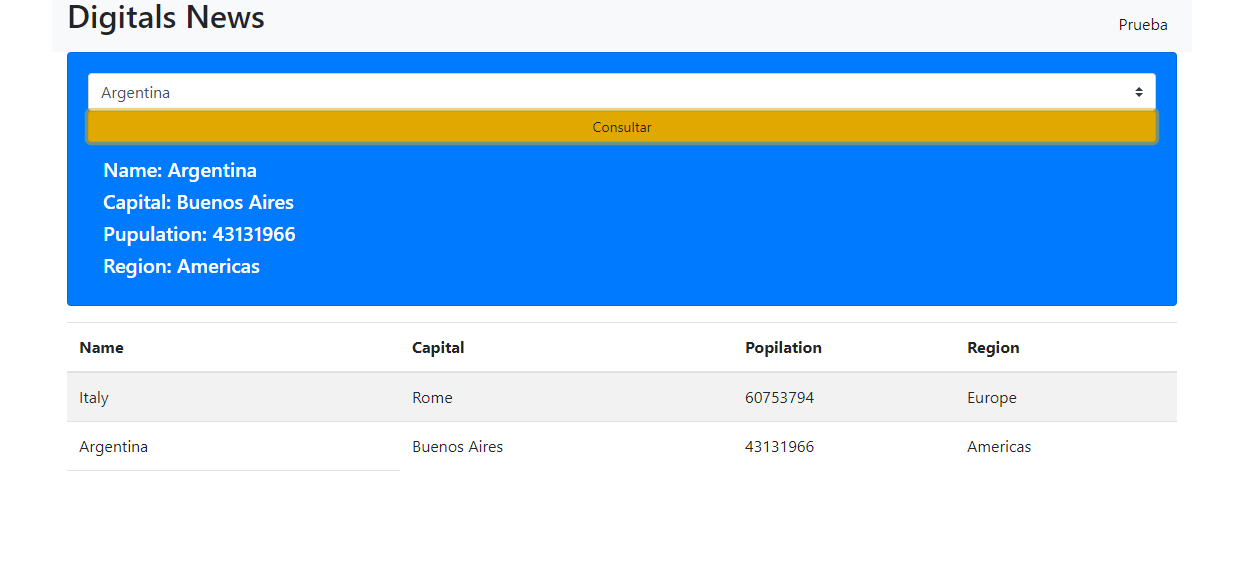 Digitals News
Prueba
Argentina
Consultar
Name: Argentina
Capital: Buenos Aires
Pupulation: 43131966
Region: Americas
Name Capital Popilation Region
Italy Rome 60753794 Europe
Argentina Buenos Aires 43131966 Americas